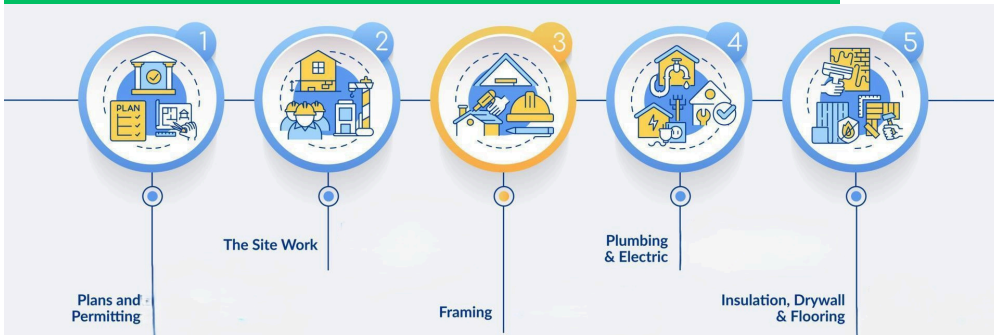 1
2
3
4
5
PLAN
The Site Work
Plumbing
& Electric
Plans and
Permitting
Framing
Insulation, Drywall
& Flooring